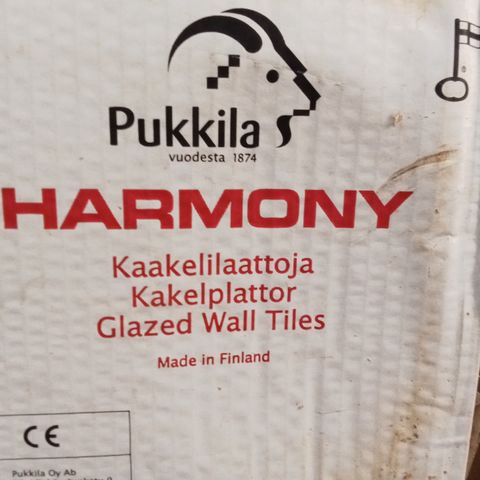 Pukkila
vuodesta 1874
HARMONY
Kaakelilaattoja
Kakelplattor
Glazed Wall Tiles
Made in Finland
CE
Pukkila Oy Ab